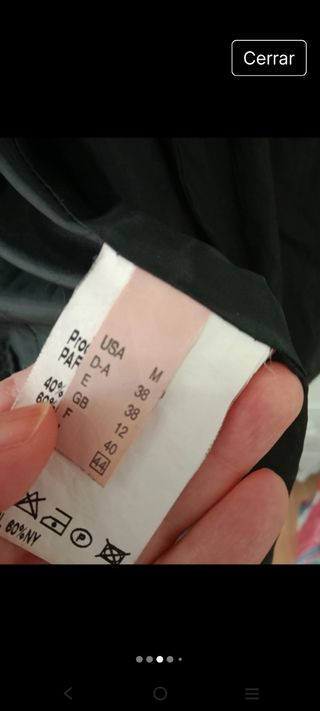 Cerrar
USA M
D-A 38
E 38
GB 12
F 40
44
40%
60%
P
60%NY